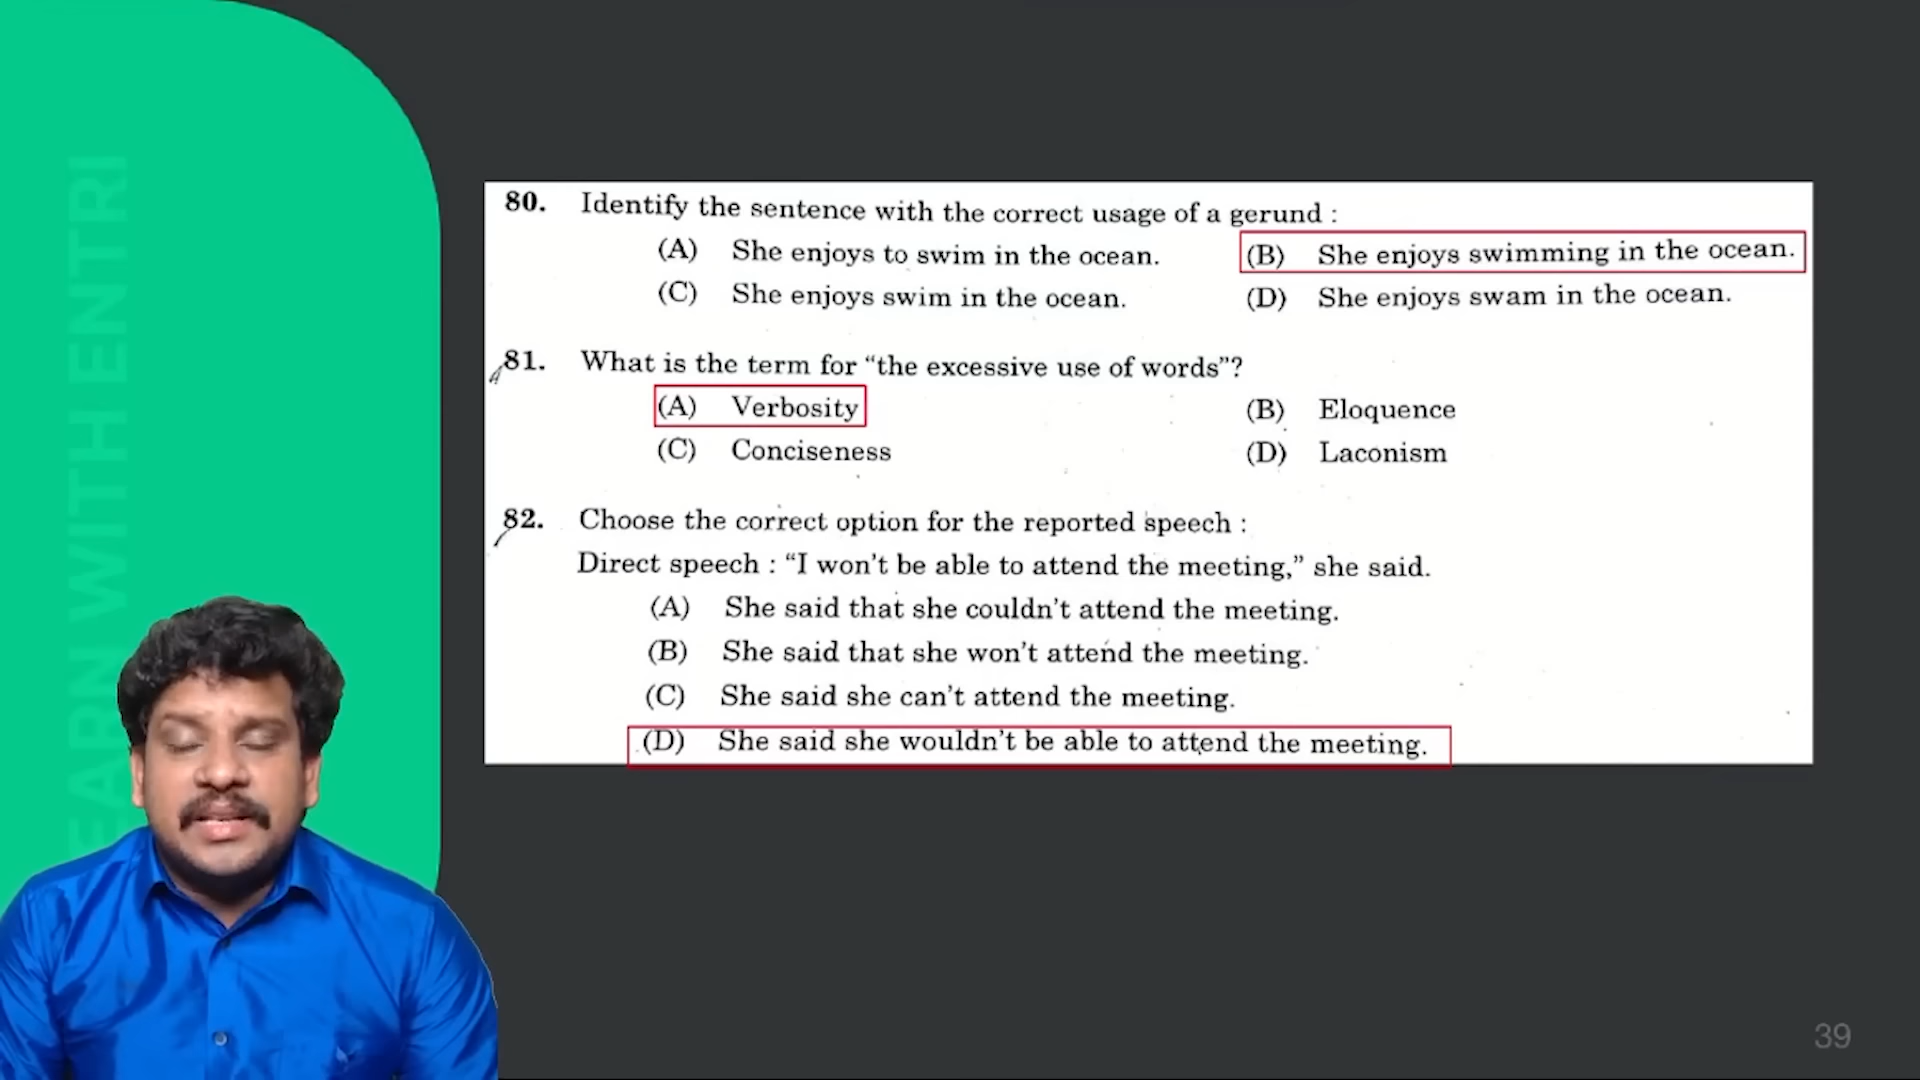 LEARN WITH ENTRI
80. Identify the sentence with the correct usage of a gerund :
(A) She enjoys to swim in the ocean. (B) She enjoys swimming in the ocean.
(C) She enjoys swim in the ocean. (D) She enjoys swam in the ocean.
81. What is the term for “the excessive use of words”?
(A) Verbosity (B) Eloquence
(C) Conciseness (D) Laconism
82. Choose the correct option for the reported speech :
Direct speech : “I won’t be able to attend the meeting,” she said.
(A) She said that she couldn’t attend the meeting.
(B) She said that she won’t attend the meeting.
(C) She said she can’t attend the meeting.
(D) She said she wouldn’t be able to attend the meeting.
39